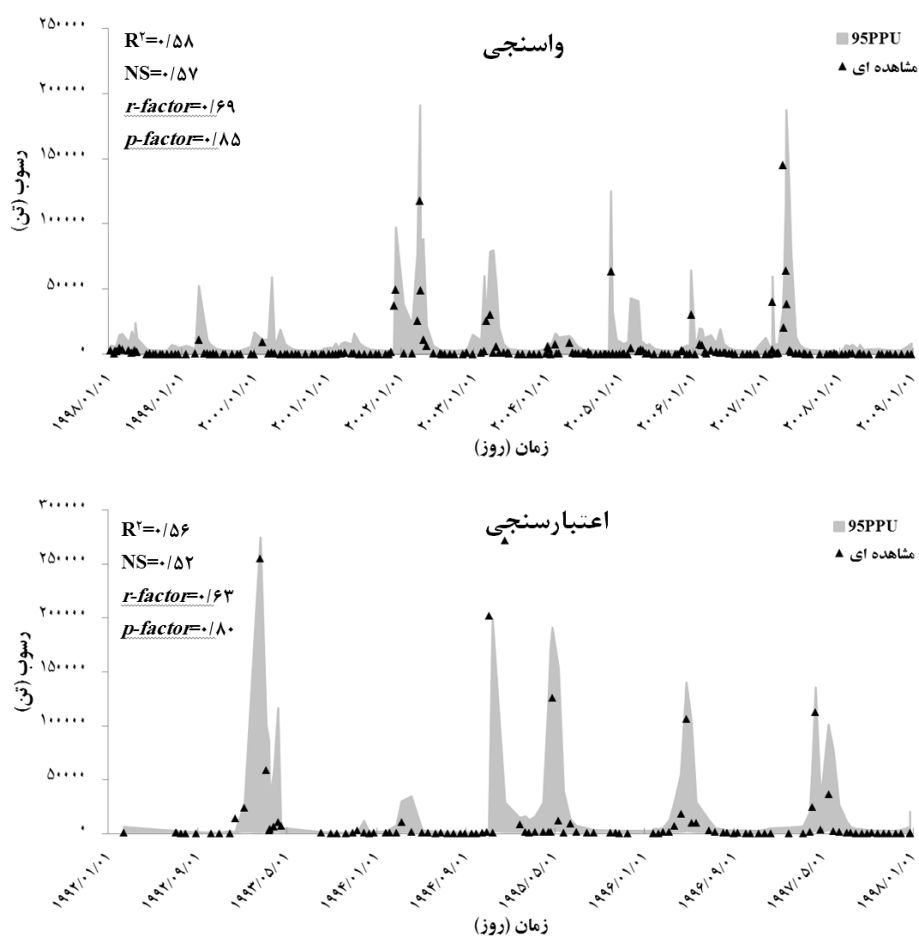 واسنجی
R²=۰/۵۸
NS=۰/۵۷
r-factor=۰/۶۹
p-factor=۰/۸۵
95PPU
مشاهده ای
رسوب (تن)
۲۵۰۰۰۰
۲۰۰۰۰۰
۱۵۰۰۰۰
۱۰۰۰۰۰
۵۰۰۰۰
۰
۱۹۹۸/۰۱/۰۱
۱۹۹۹/۰۱/۰۱
۲۰۰۰/۰۱/۰۱
۲۰۰۱/۰۱/۰۱
۲۰۰۲/۰۱/۰۱
۲۰۰۳/۰۱/۰۱
۲۰۰۴/۰۱/۰۱
۲۰۰۵/۰۱/۰۱
۲۰۰۶/۰۱/۰۱
۲۰۰۷/۰۱/۰۱
۲۰۰۸/۰۱/۰۱
۲۰۰۹/۰۱/۰۱
زمان (روز)
اعتبارسنجی
R²=۰/۵۶
NS=۰/۵۲
r-factor=۰/۶۳
p-factor=۰/۸۰
95PPU
مشاهده ای
رسوب (تن)
۳۰۰۰۰۰
۲۵۰۰۰۰
۲۰۰۰۰۰
۱۵۰۰۰۰
۱۰۰۰۰۰
۵۰۰۰۰
۰
۱۹۹۲/۰۱/۰۱
۱۹۹۲/۰۹/۰۱
۱۹۹۳/۰۵/۰۱
۱۹۹۴/۰۱/۰۱
۱۹۹۴/۰۹/۰۱
۱۹۹۵/۰۵/۰۱
۱۹۹۶/۰۱/۰۱
۱۹۹۶/۰۹/۰۱
۱۹۹۷/۰۵/۰۱
۱۹۹۸/۰۱/۰۱
زمان (روز)